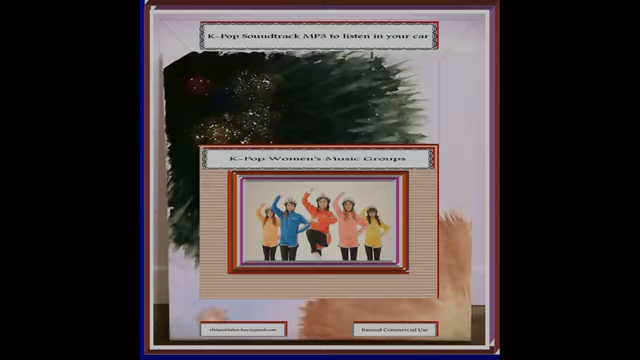 K-Pop Soundtrack MP3 to listen in your car
K-Pop Women's Music Groups
Banned Commercial Use